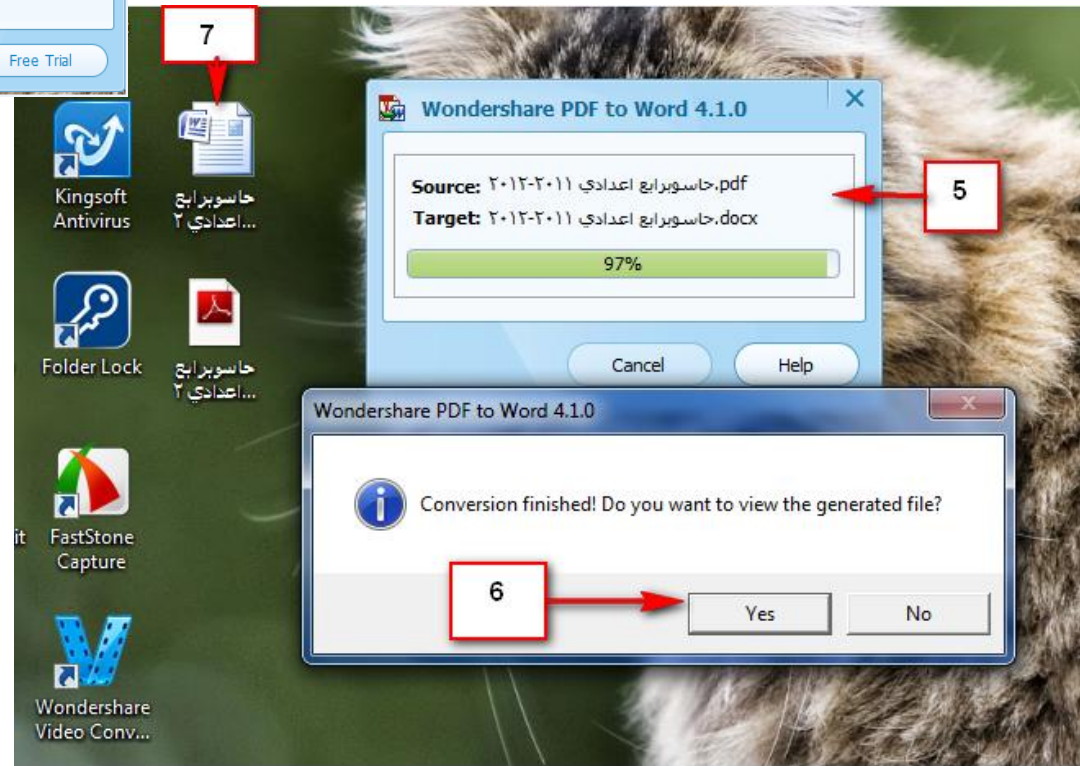 Free Trial
7
Kingsoft
Antivirus
حاسوبرابع
اعدادي ٢...
Folder Lock
حاسوبرابع
اعدادي ٢...
it
FastStone
Capture
Wondershare
Video Conv...
Wondershare PDF to Word 4.1.0
Source: حاسوبرابع اعدادي ٢٠١١-٢٠١٢.pdf
Target: حاسوبرابع اعدادي ٢٠١١-٢٠١٢.docx
97%
5
Cancel
Help
Wondershare PDF to Word 4.1.0
Conversion finished! Do you want to view the generated file?
6
Yes
No